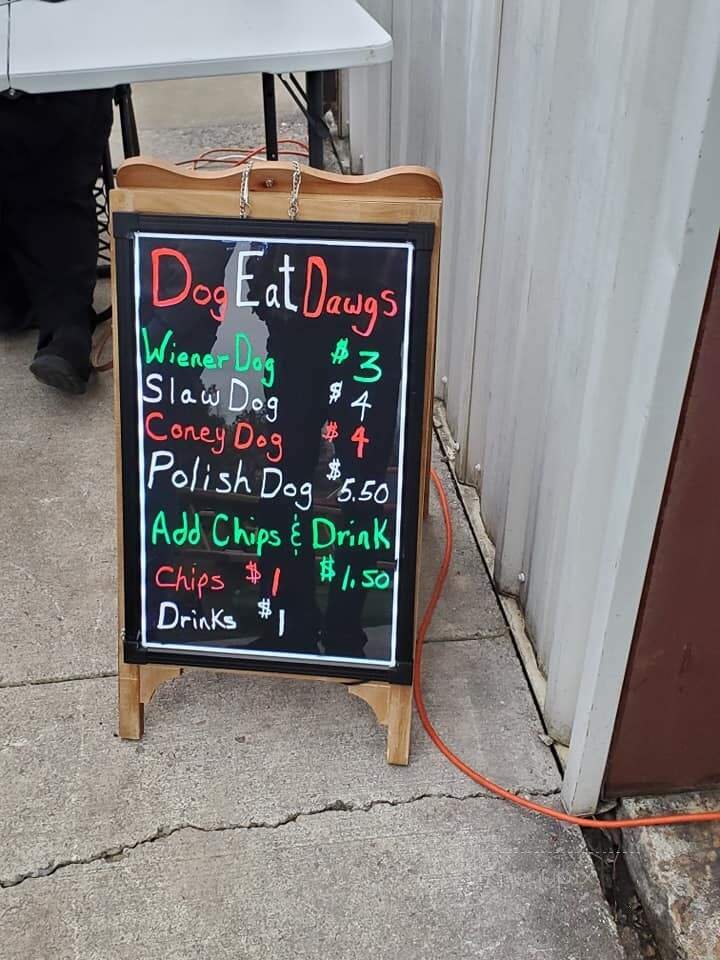 Dog Eat Dawgs
Wiener Dog $3
Slaw Dog $4
Coney Dog $4
Polish Dog $5.50
Add Chips & Drink
$1.50
Chips $1
Drinks $1